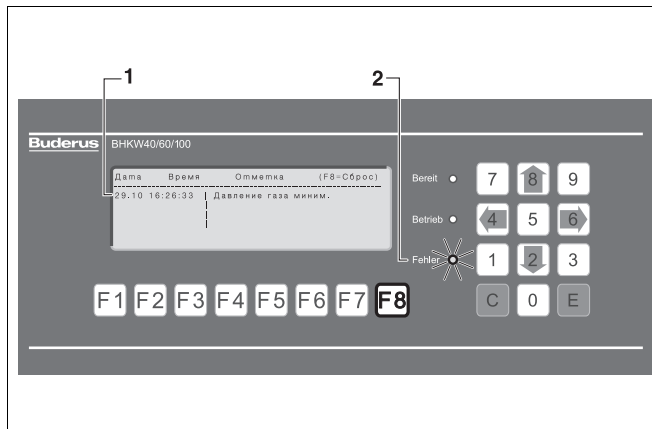 1 2
Buderus BHKW40/60/100
Дата Время Отметка (F8=Сброс)
29.10 16:26:33 Давление газа миним.
Bereit 7 8 9
Betrieb 4 5 6
Fehler 1 2 3
F1 F2 F3 F4 F5 F6 F7 F8 C 0 E